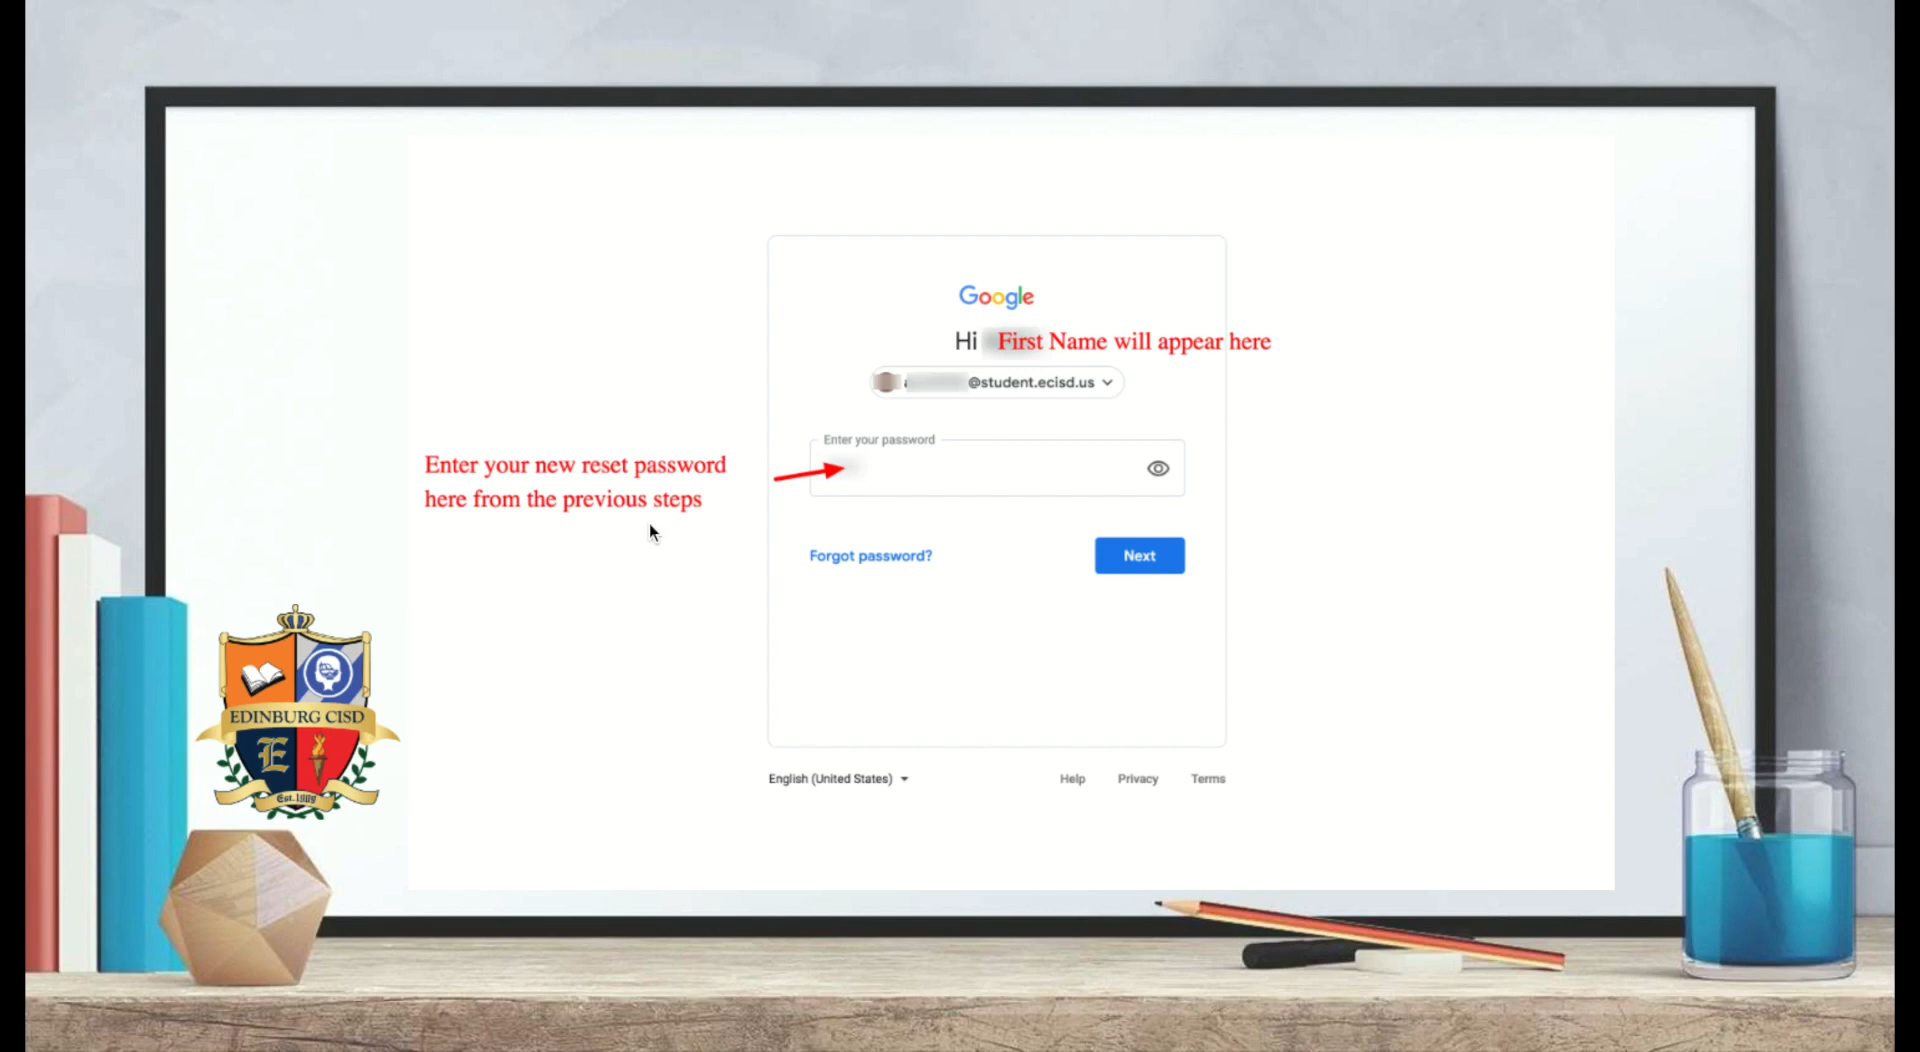 Google
Hi First Name will appear here
@student.ecisd.us
Enter your password
Enter your new reset password
here from the previous steps
Forgot password?
Next
EDINBURG CISD
E
Est. 1909
English (United States)
Help Privacy Terms